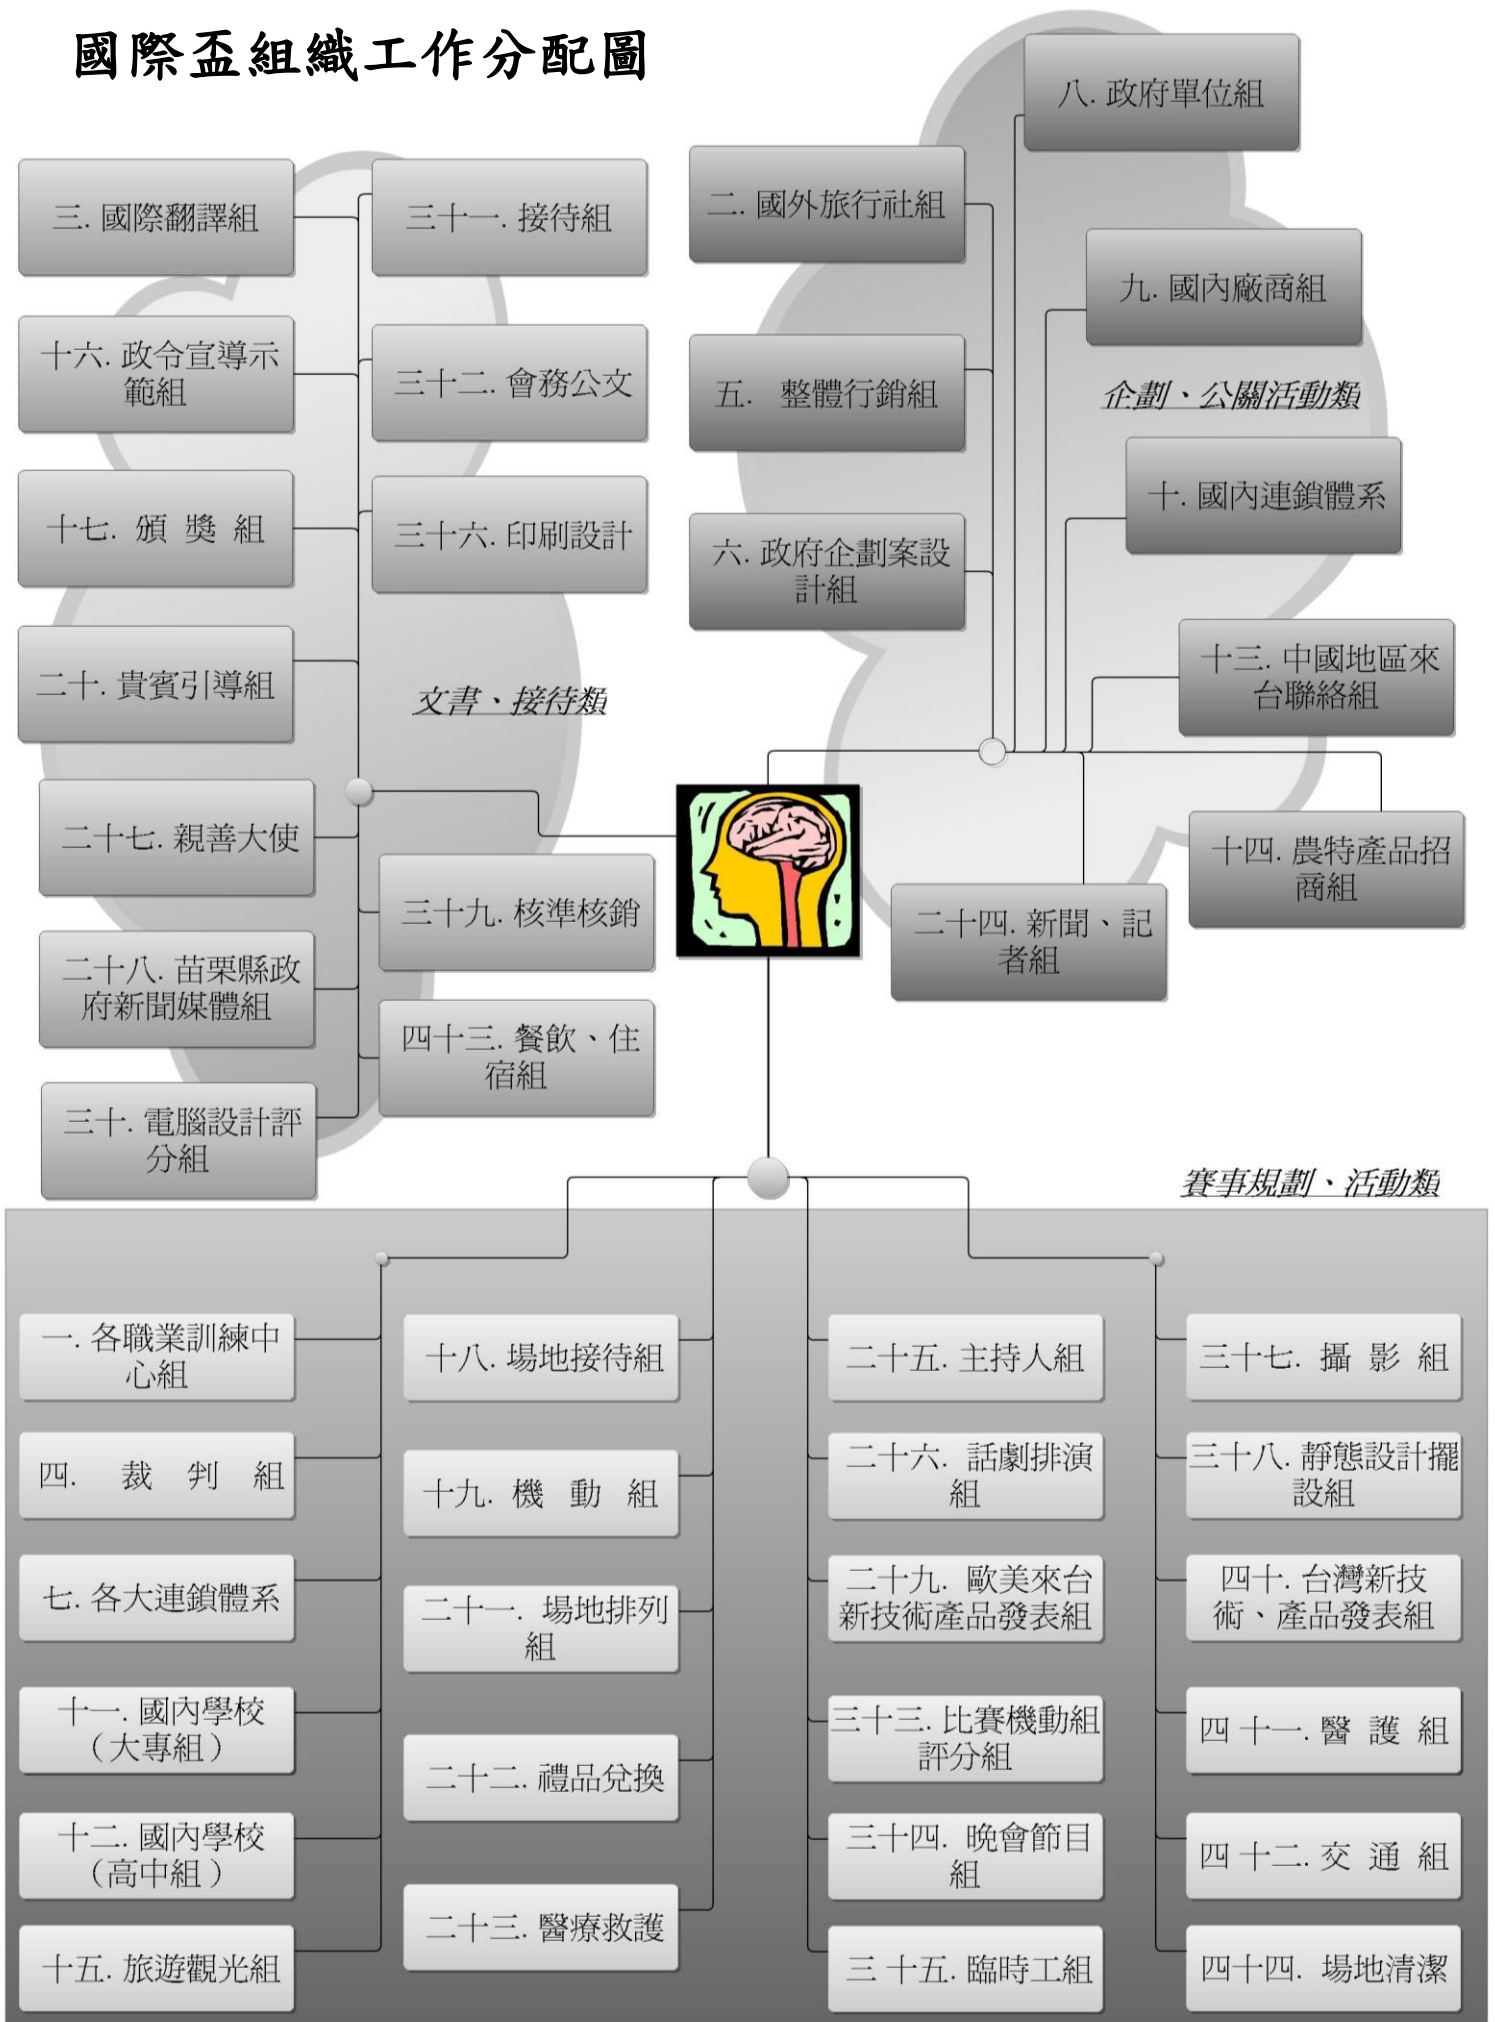 國際盃組織工作分配圖
三. 國際翻譯組
十六. 政令宣導示
範組
十七. 頒 獎 組
二十. 貴賓引導組
二十七. 親善大使
二十八. 苗栗縣政
府新聞媒體組
三十. 電腦設計評
分組
三十一. 接待組
三十二. 會務公文
三十六. 印刷設計
文書、接待類
三十九. 核準核銷
四十三. 餐飲、住
宿組
二. 國外旅行社組
五. 整體行銷組
六. 政府企劃案設
計組
八. 政府單位組
九. 國內廠商組
企劃、公關活動類
十. 國內連鎖體系
十三. 中國地區來
台聯絡組
十四. 農特產品招
商組
二十四. 新聞、記
者組
賽事規劃、活動類
一. 各職業訓練中
心組
四. 裁 判 組
七. 各大連鎖體系
十一. 國內學校
（大專組）
十二. 國內學校
（高中組）
十五. 旅遊觀光組
十八. 場地接待組
十九. 機 動 組
二十一. 場地排列
組
二十二. 禮品兌換
二十三. 醫療救護
二十五. 主持人組
二十六. 話劇排演
組
二十九. 歐美來台
新技術產品發表組
三十三. 比賽機動組
評分組
三十四. 晚會節目
組
三 十五. 臨時工組
三十七. 攝 影 組
三十八. 靜態設計擺
設組
四十. 台灣新技
術、產品發表組
四 十一. 醫 護 組
四 十二. 交 通 組
四十四. 場地清潔